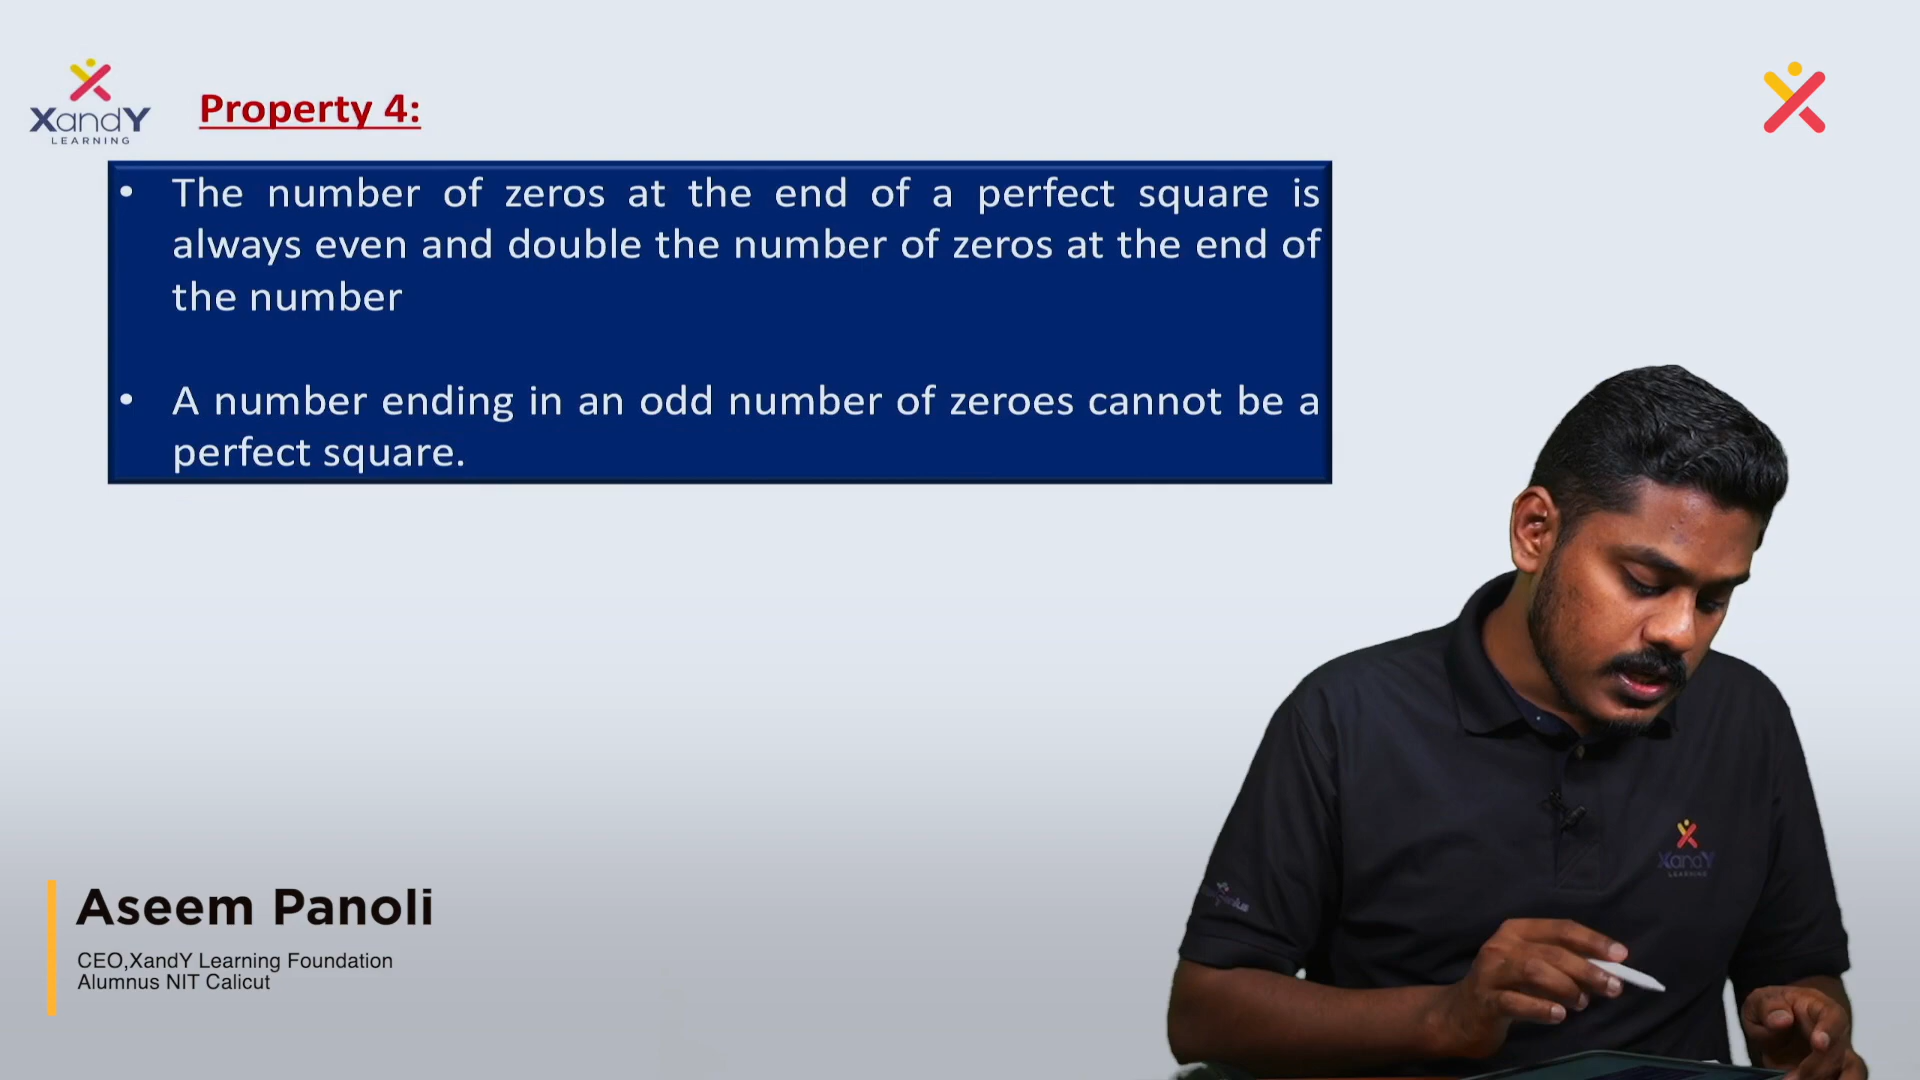 XandY
LEARNING
Property 4:
• The number of zeros at the end of a perfect square is
always even and double the number of zeros at the end of
the number
• A number ending in an odd number of zeroes cannot be a
perfect square.
XandY
LEARNING
Aseem Panoli
CEO,XandY Learning Foundation
Alumnus NIT Calicut